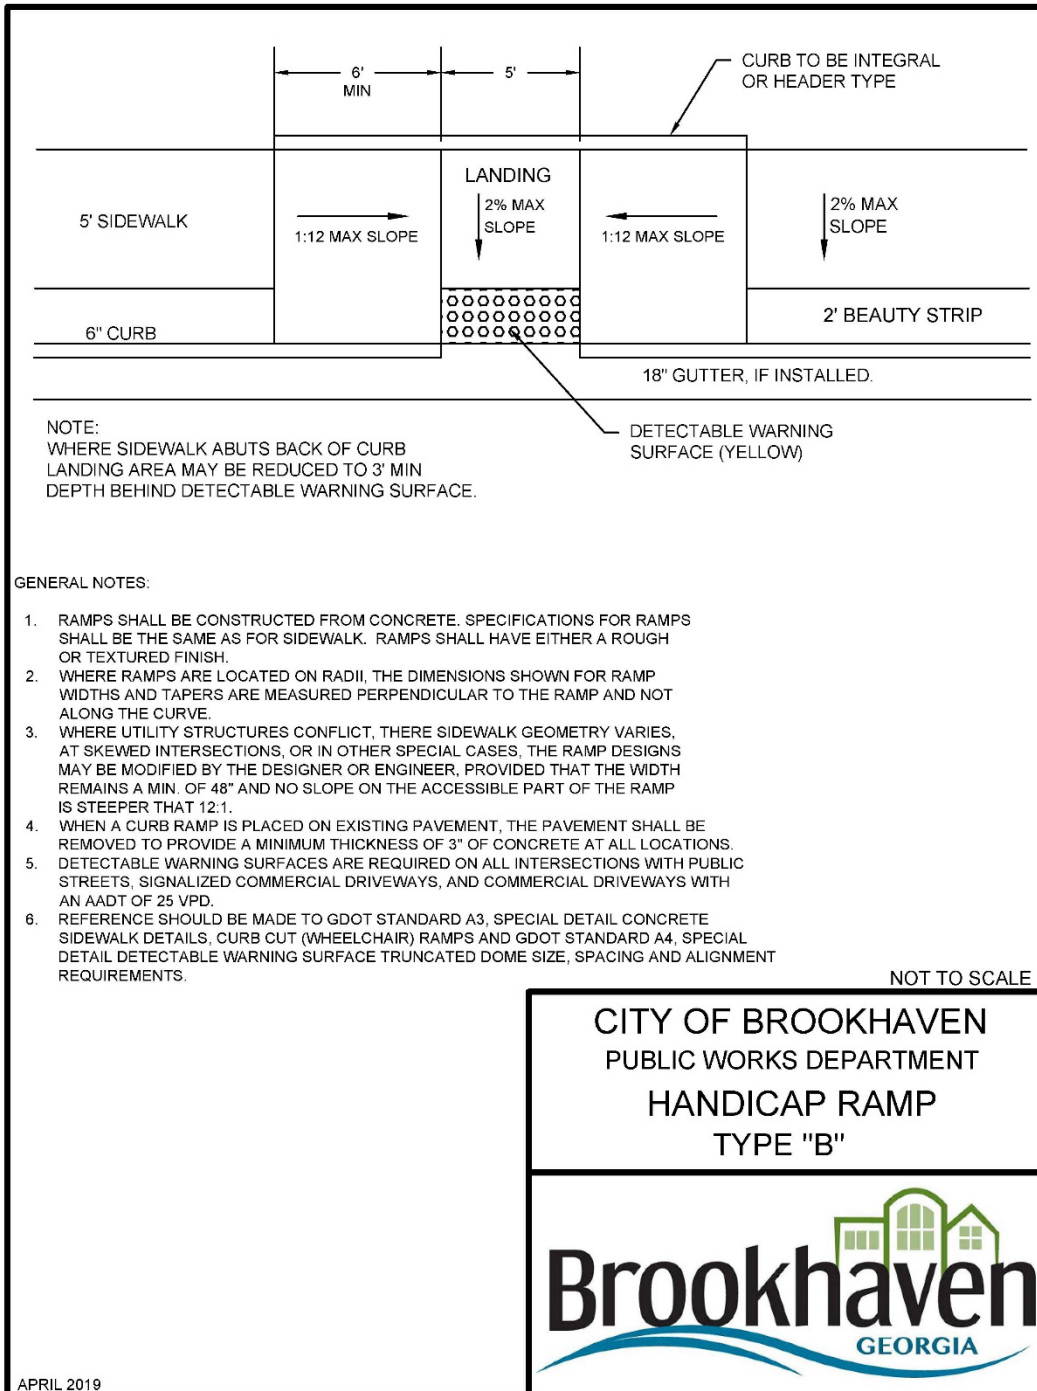 6'
MIN
5'
CURB TO BE INTEGRAL
OR HEADER TYPE
LANDING
5' SIDEWALK
1:12 MAX SLOPE
2% MAX
SLOPE
1:12 MAX SLOPE
2% MAX
SLOPE
6" CURB
2' BEAUTY STRIP
18" GUTTER, IF INSTALLED.
NOTE:
WHERE SIDEWALK ABUTS BACK OF CURB
LANDING AREA MAY BE REDUCED TO 3' MIN
DEPTH BEHIND DETECTABLE WARNING SURFACE.
DETECTABLE WARNING
SURFACE (YELLOW)
GENERAL NOTES:
1. RAMPS SHALL BE CONSTRUCTED FROM CONCRETE. SPECIFICATIONS FOR RAMPS
SHALL BE THE SAME AS FOR SIDEWALK. RAMPS SHALL HAVE EITHER A ROUGH
OR TEXTURED FINISH.
2. WHERE RAMPS ARE LOCATED ON RADII, THE DIMENSIONS SHOWN FOR RAMP
WIDTHS AND TAPERS ARE MEASURED PERPENDICULAR TO THE RAMP AND NOT
ALONG THE CURVE.
3. WHERE UTILITY STRUCTURES CONFLICT, THERE SIDEWALK GEOMETRY VARIES,
AT SKEWED INTERSECTIONS, OR IN OTHER SPECIAL CASES, THE RAMP DESIGNS
MAY BE MODIFIED BY THE DESIGNER OR ENGINEER, PROVIDED THAT THE WIDTH
REMAINS A MIN. OF 48" AND NO SLOPE ON THE ACCESSIBLE PART OF THE RAMP
IS STEEPER THAT 12:1.
4. WHEN A CURB RAMP IS PLACED ON EXISTING PAVEMENT, THE PAVEMENT SHALL BE
REMOVED TO PROVIDE A MINIMUM THICKNESS OF 3" OF CONCRETE AT ALL LOCATIONS.
5. DETECTABLE WARNING SURFACES ARE REQUIRED ON ALL INTERSECTIONS WITH PUBLIC
STREETS, SIGNALIZED COMMERCIAL DRIVEWAYS, AND COMMERCIAL DRIVEWAYS WITH
AN AADT OF 25 VPD.
6. REFERENCE SHOULD BE MADE TO GDOT STANDARD A3, SPECIAL DETAIL CONCRETE
SIDEWALK DETAILS, CURB CUT (WHEELCHAIR) RAMPS AND GDOT STANDARD A4, SPECIAL
DETAIL DETECTABLE WARNING SURFACE TRUNCATED DOME SIZE, SPACING AND ALIGNMENT
REQUIREMENTS.
NOT TO SCALE
CITY OF BROOKHAVEN
PUBLIC WORKS DEPARTMENT
HANDICAP RAMP
TYPE "B"
Brookhaven
GEORGIA
APRIL 2019